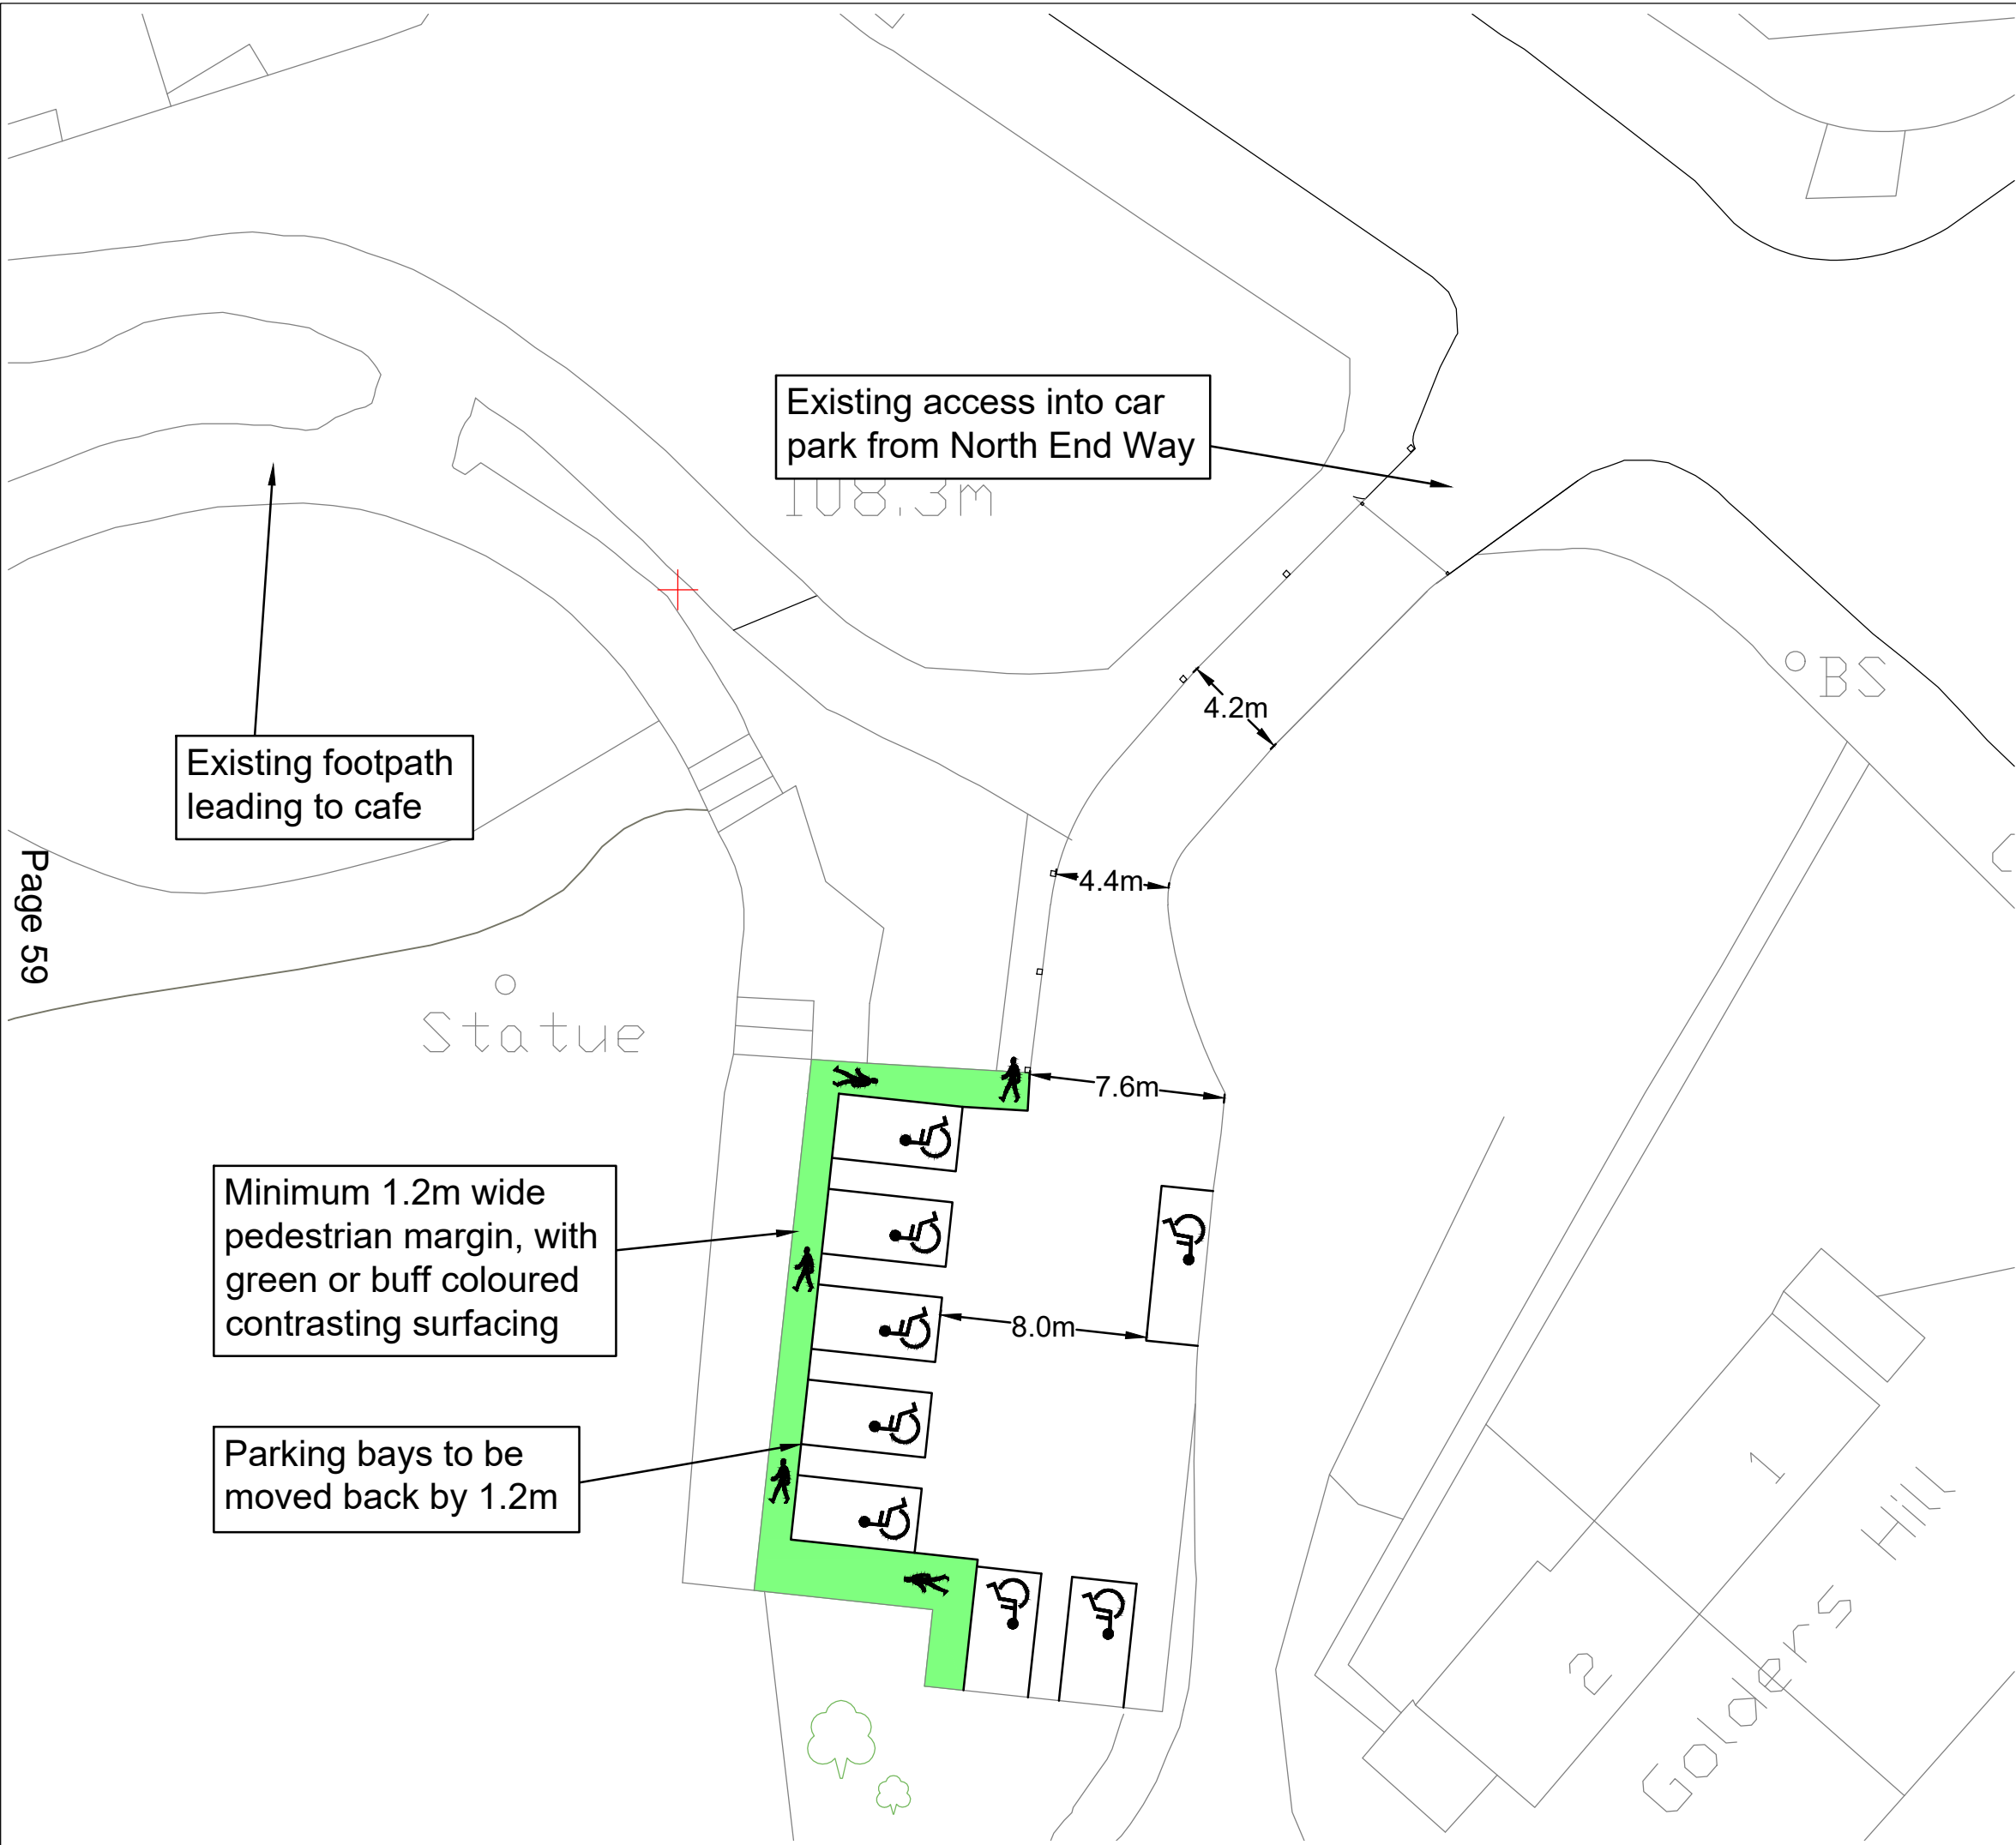 Existing access into car
park from North End Way
108.3m
BS
4.2m
Existing footpath
leading to cafe
4.4m
Page 59
Statue
7.6m
Minimum 1.2m wide
pedestrian margin, with
green or buff coloured
contrasting surfacing
8.0m
Parking bays to be
moved back by 1.2m
1
2
Golders Hill